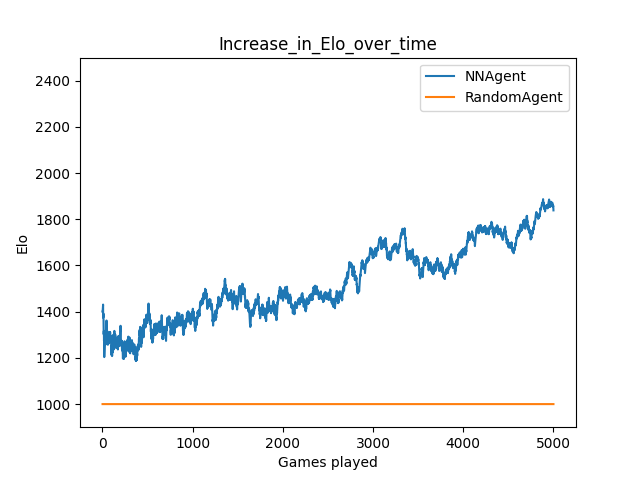 Increase_in_Elo_over_time
NNAgent
RandomAgent
2400
2200
2000
1800
1600
1400
1200
1000
Elo
0 1000 2000 3000 4000 5000
Games played